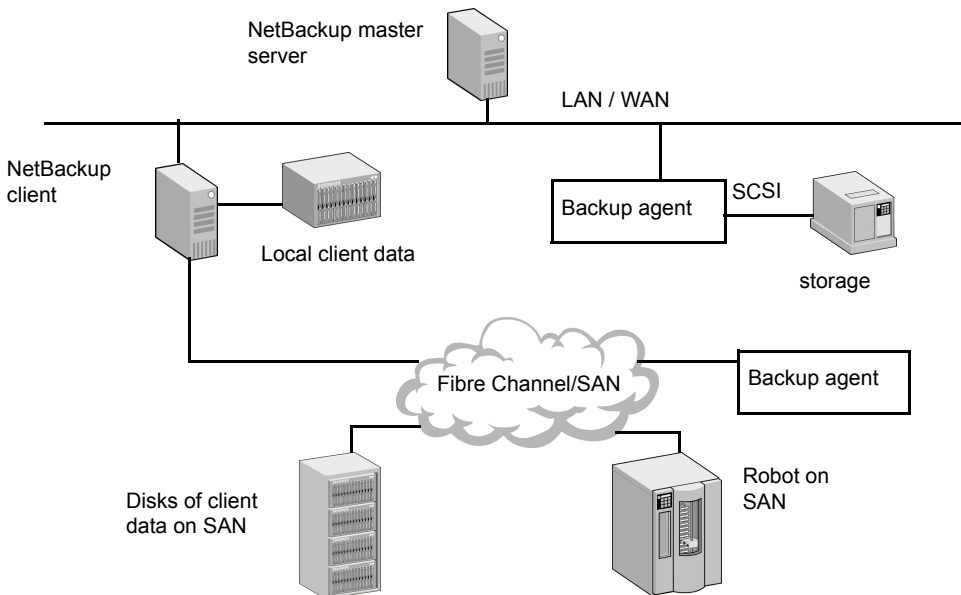 NetBackup master
server
LAN / WAN
NetBackup
client
Backup agent
SCSI
Local client data
storage
Fibre Channel/SAN
Backup agent
Disks of client
data on SAN
Robot on
SAN